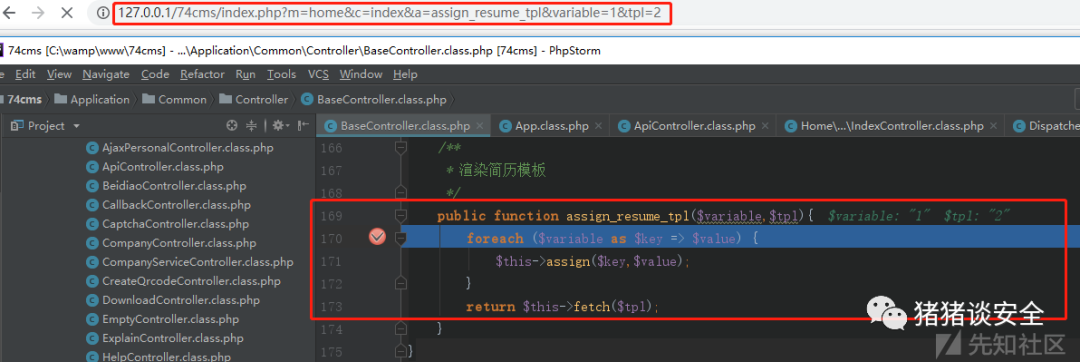 127.0.0.1/74cms/index.php?m=home&c=index&a=assign_resume_tpl&variable=1&tpl=2
74cms [C:\wamp\www\74cms] - ...\Application\Common\Controller\BaseController.class.php [74cms] - PhpStorm
Edit View Navigate Code Refactor Run Tools VCS Window Help
74cms Application Common Controller BaseController.class.php
Project BaseController.class.php App.class.php ApiController.class.php Home\...\IndexController.class.php Dispatche
AjaxPersonalController.class.php
ApiController.class.php
BeidiaoController.class.php
CallbackController.class.php
CaptchaController.class.php
CompanyController.class.php
CompanyServiceController.class.php
CreateQrcodeController.class.php
DownloadController.class.php
EmptyController.class.php
ExplainController.class.php
HelpController.class.php
166 /**
167 * 渲染简历模板
168 */
169 public function assign_resume_tpl($variable,$tpl){ $variable: "1" $tpl: "2"
170 foreach ($variable as $key => $value) {
171 $this->assign($key,$value);
172 }
173 return $this->fetch($tpl);
174 }
175 }
猪猪谈安全
先知社区